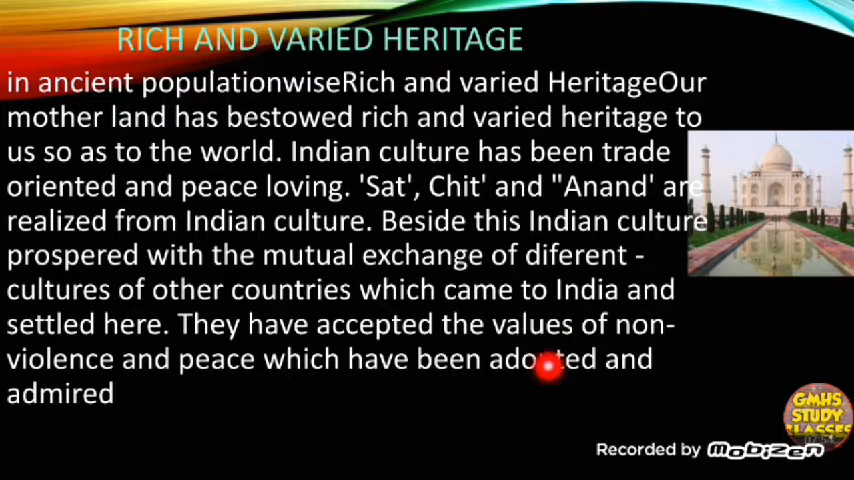 RICH AND VARIED HERITAGE
in ancient populationwiseRich and varied HeritageOur
mother land has bestowed rich and varied heritage to
us so as to the world. Indian culture has been trade
oriented and peace loving. 'Sat', Chit' and "Anand' are
realized from Indian culture. Beside this Indian culture
prospered with the mutual exchange of diferent -
cultures of other countries which came to India and
settled here. They have accepted the values of non-
violence and peace which have been adopted and
admired
GMHS
STUDY
CLASSES
Recorded by Mobizen